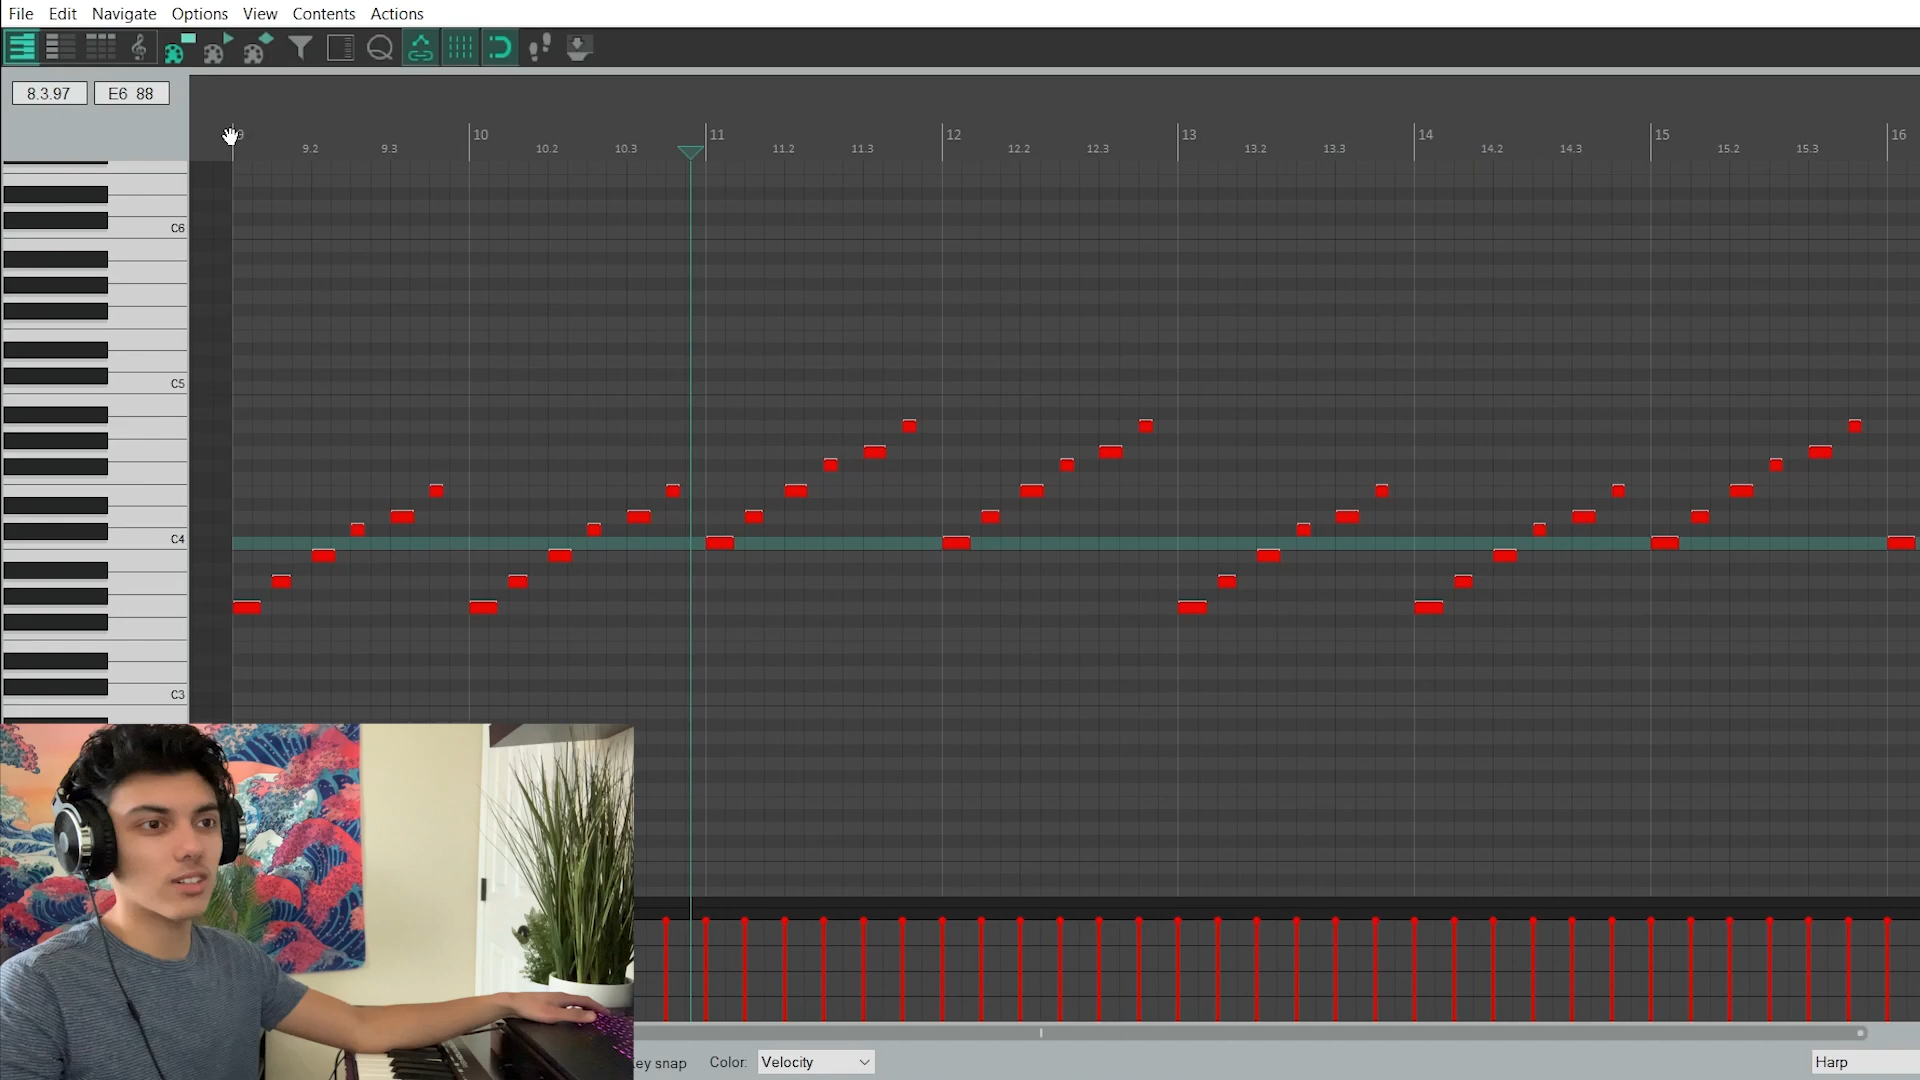 File Edit Navigate Options View Contents Actions
8.3.97 E6 88
9 10 11 12 13 14 15 16
9.2 9.3 10.2 10.3 11.2 11.3 12.2 12.3 13.2 13.3 14.2 14.3 15.2 15.3
C6
C5
C4
C3
ey snap Color: Velocity Harp